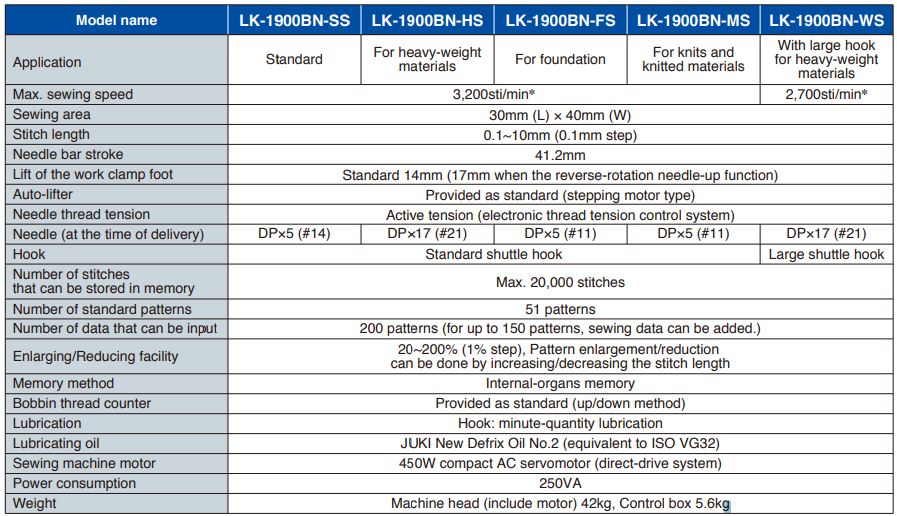 Model name LK-1900BN-SS LK-1900BN-HS LK-1900BN-FS LK-1900BN-MS LK-1900BN-WS
Application Standard For heavy-weight materials For foundation For knits and knitted materials With large hook for heavy-weight materials
Max. sewing speed 3,200sti/min* 2,700sti/min*
Sewing area 30mm (L) × 40mm (W)
Stitch length 0.1~10mm (0.1mm step)
Needle bar stroke 41.2mm
Lift of the work clamp foot Standard 14mm (17mm when the reverse-rotation needle-up function)
Auto-lifter Provided as standard (stepping motor type)
Needle thread tension Active tension (electronic thread tension control system)
Needle (at the time of delivery) DP×5 (#14) DP×17 (#21) DP×5 (#11) DP×5 (#11) DP×17 (#21)
Hook Standard shuttle hook Large shuttle hook
Number of stitches
that can be stored in memory Max. 20,000 stitches
Number of standard patterns 51 patterns
Number of data that can be input 200 patterns (for up to 150 patterns, sewing data can be added.)
Enlarging/Reducing facility 20~200% (1% step), Pattern enlargement/reduction
can be done by increasing/decreasing the stitch length
Memory method Internal-organs memory
Bobbin thread counter Provided as standard (up/down method)
Lubrication Hook: minute-quantity lubrication
Lubricating oil JUKI New Defrix Oil No.2 (equivalent to ISO VG32)
Sewing machine motor 450W compact AC servomotor (direct-drive system)
Power consumption 250VA
Weight Machine head (include motor) 42kg, Control box 5.6kg